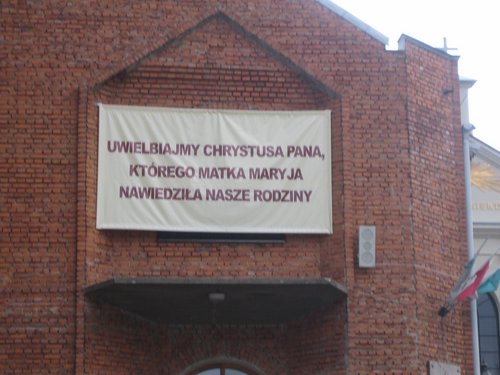 UWIELBIAJMY CHRYSTUSA PANA,
KTÓREGO MATKA MARYJA
NAWIEDZIŁA NASZE RODZINY